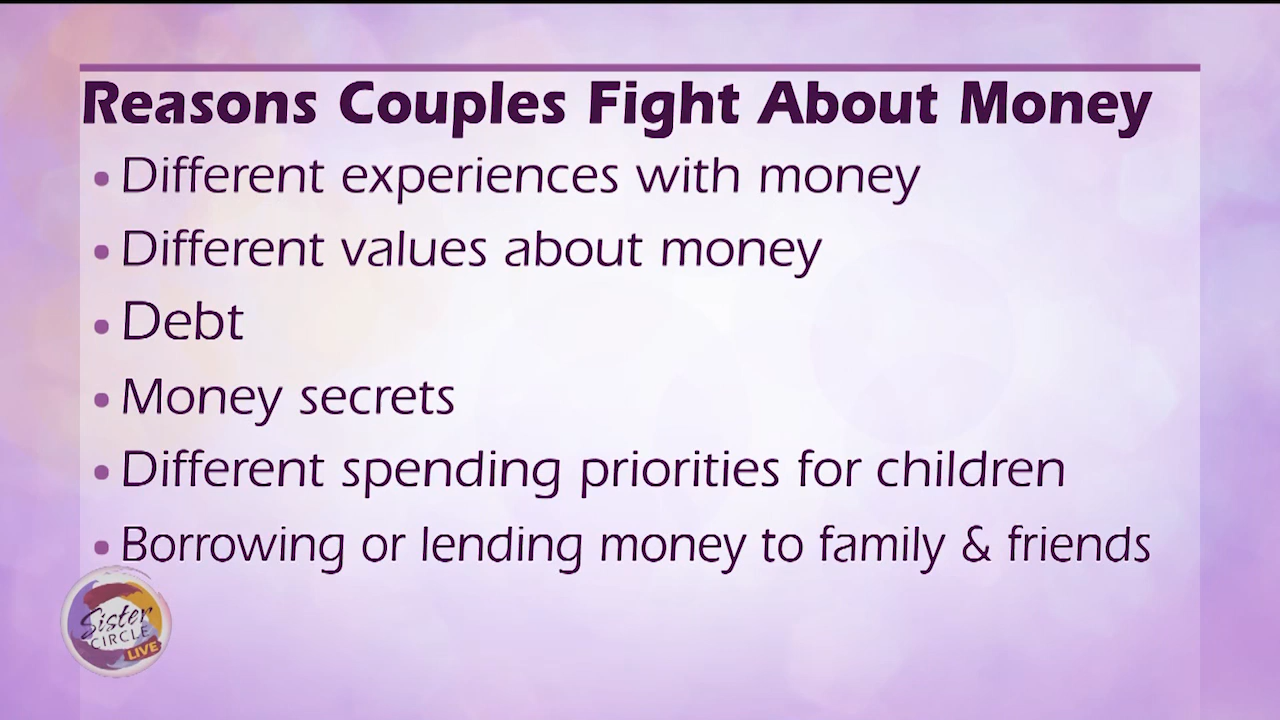 Reasons Couples Fight About Money
• Different experiences with money
• Different values about money
• Debt
• Money secrets
• Different spending priorities for children
• Borrowing or lending money to family & friends
Sister
CIRCLE
LIVE